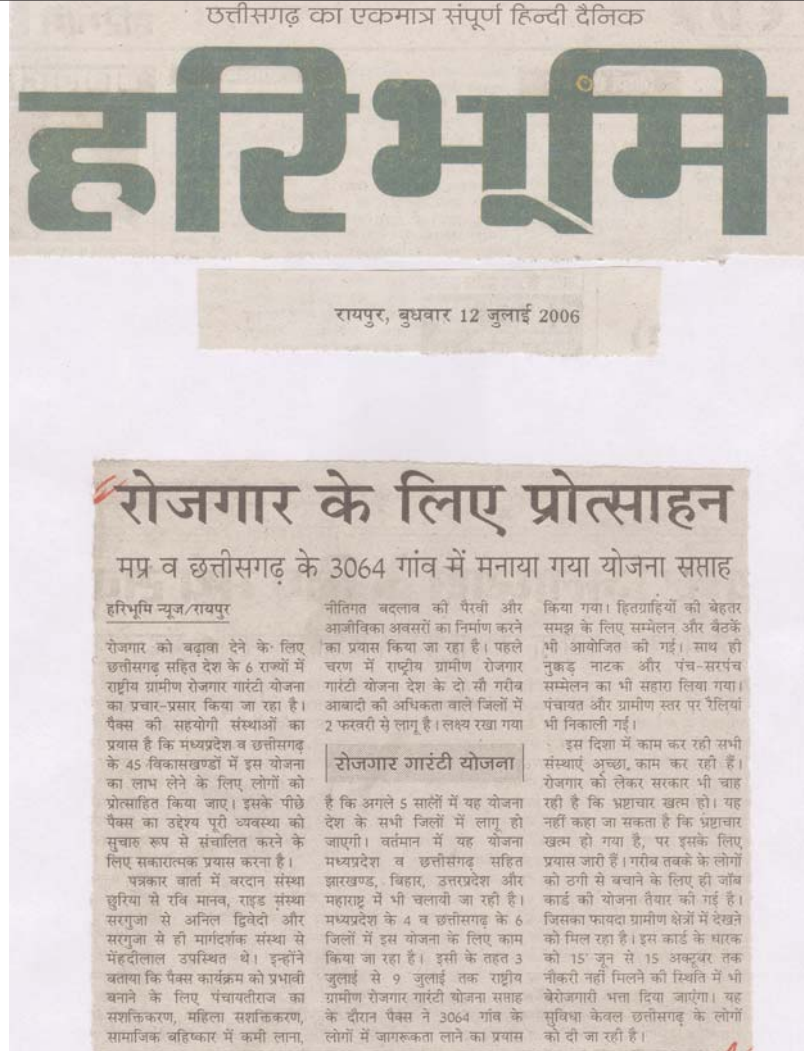 छत्तीसगढ़ का एकमात्र संपूर्ण हिन्दी दैनिक
हरिभूमि
रायपुर, बुधवार 12 जुलाई 2006
रोजगार के लिए प्रोत्साहन
मप्र व छत्तीसगढ़ के 3064 गांव में मनाया गया योजना सप्ताह
हरिभूमि न्यूज/रायपुर
रोजगार को बढ़ावा देने के लिए
छत्तीसगढ़ सहित देश के 6 राज्यों में
राष्ट्रीय ग्रामीण रोजगार गारंटी योजना
का प्रचार-प्रसार किया जा रहा है।
पैक्स की सहयोगी संस्थाओं का
प्रयास है कि मध्यप्रदेश व छत्तीसगढ़
के 45 विकासखण्डों में इस योजना
का लाभ लेने के लिए लोगों को
प्रोत्साहित किया जाए। इसके पीछे
पैक्स का उद्देश्य पूरी व्यवस्था को
सुचारु रूप से संचालित करने के
लिए सकारात्मक प्रयास करना है।
पत्रकार वार्ता में वरदान संस्था
छुरिया से रवि मानव, राइड संस्था
सरगुजा से अनिल द्विवेदी और
सरगुजा से ही मार्गदर्शक संस्था से
मेंहदीलाल उपस्थित थे। इन्होंने
बताया कि पैक्स कार्यक्रम को प्रभावी
बनाने के लिए पंचायतीराज का
सशक्तिकरण, महिला सशक्तिकरण,
सामाजिक बहिष्कार में कमी लाना,
नीतिगत बदलाव की पैरवी और
आजीविका अवसरों का निर्माण करने
का प्रयास किया जा रहा है। पहले
चरण में राष्ट्रीय ग्रामीण रोजगार
गारंटी योजना देश के दो सौ गरीब
आबादी की अधिकता वाले जिलों में
2 फरवरी से लागू है। लक्ष्य रखा गया
रोजगार गारंटी योजना
है कि अगले 5 सालों में यह योजना
देश के सभी जिलों में लागू हो
जाएगी। वर्तमान में यह योजना
मध्यप्रदेश व छत्तीसगढ़ सहित
झारखण्ड, बिहार, उत्तरप्रदेश और
महाराष्ट्र में भी चलायी जा रही है।
मध्यप्रदेश के 4 व छत्तीसगढ़ के 6
जिलों में इस योजना के लिए काम
किया जा रहा है। इसी के तहत 3
जुलाई से 9 जुलाई तक राष्ट्रीय
ग्रामीण रोजगार गारंटी योजना सप्ताह
के दौरान पैक्स ने 3064 गांव के
लोगों में जागरूकता लाने का प्रयास
किया गया। हितग्राहियों की बेहतर
समझ के लिए सम्मेलन और बैठकें
भी आयोजित की गई। साथ ही
नुक्कड़ नाटक और पंच-सरपंच
सम्मेलन का भी सहारा लिया गया।
पंचायत और ग्रामीण स्तर पर रैलियां
भी निकाली गई।
इस दिशा में काम कर रही सभी
संस्थाएं अच्छा काम कर रही हैं।
रोजगार को लेकर सरकार भी चाह
रही है कि भ्रष्टाचार खत्म हो। यह
नहीं कहा जा सकता है कि भ्रष्टाचार
खत्म हो गया है, पर इसके लिए
प्रयास जारी हैं। गरीब तबके के लोगों
को ठगी से बचाने के लिए ही जॉब
कार्ड की योजना तैयार की गई है।
जिसका फायदा ग्रामीण क्षेत्रों में देखने
को मिल रहा है। इस कार्ड के धारक
को 15 जून से 15 अक्टूबर तक
नौकरी नहीं मिलने की स्थिति में भी
बेरोजगारी भत्ता दिया जाएगा। यह
सुविधा केवल छत्तीसगढ़ के लोगों
को दी जा रही है।